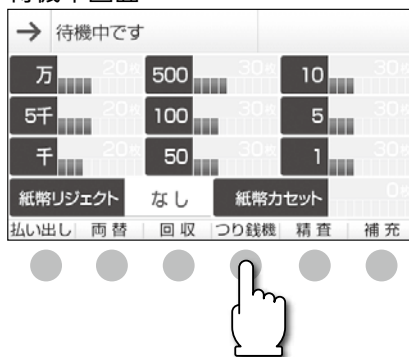 待機中画面
→ 待機中です
万 20枚 500 30枚 10 30枚
5千 20枚 100 30枚 5 30枚
千 20枚 50 30枚 1 30枚
紙幣リジェクト なし 紙幣カセット 0枚
払い出し 両替 回収 つり銭機 精査 補充